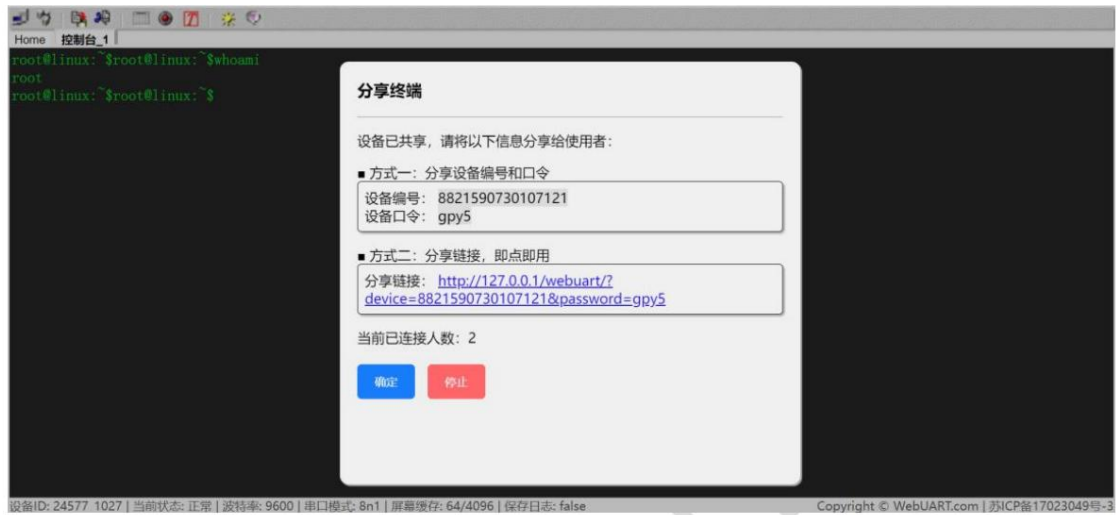 Home 控制台_1
root@linux:~$root@linux:~$whoami
root
root@linux:~$root@linux:~$
分享终端
设备已共享，请将以下信息分享给使用者：
■ 方式一：分享设备编号和口令
设备编号： 8821590730107121
设备口令： gpy5
■ 方式二：分享链接，即点即用
分享链接： http://127.0.0.1/webuart/?
device=8821590730107121&password=gpy5
当前已连接人数：2
确定 停止
设备ID: 24577_1027 | 当前状态: 正常 | 波特率: 9600 | 串口模式: 8n1 | 屏幕缓存: 64/4096 | 保存日志: false Copyright © WebUART.com | 苏ICP备17023049号-3